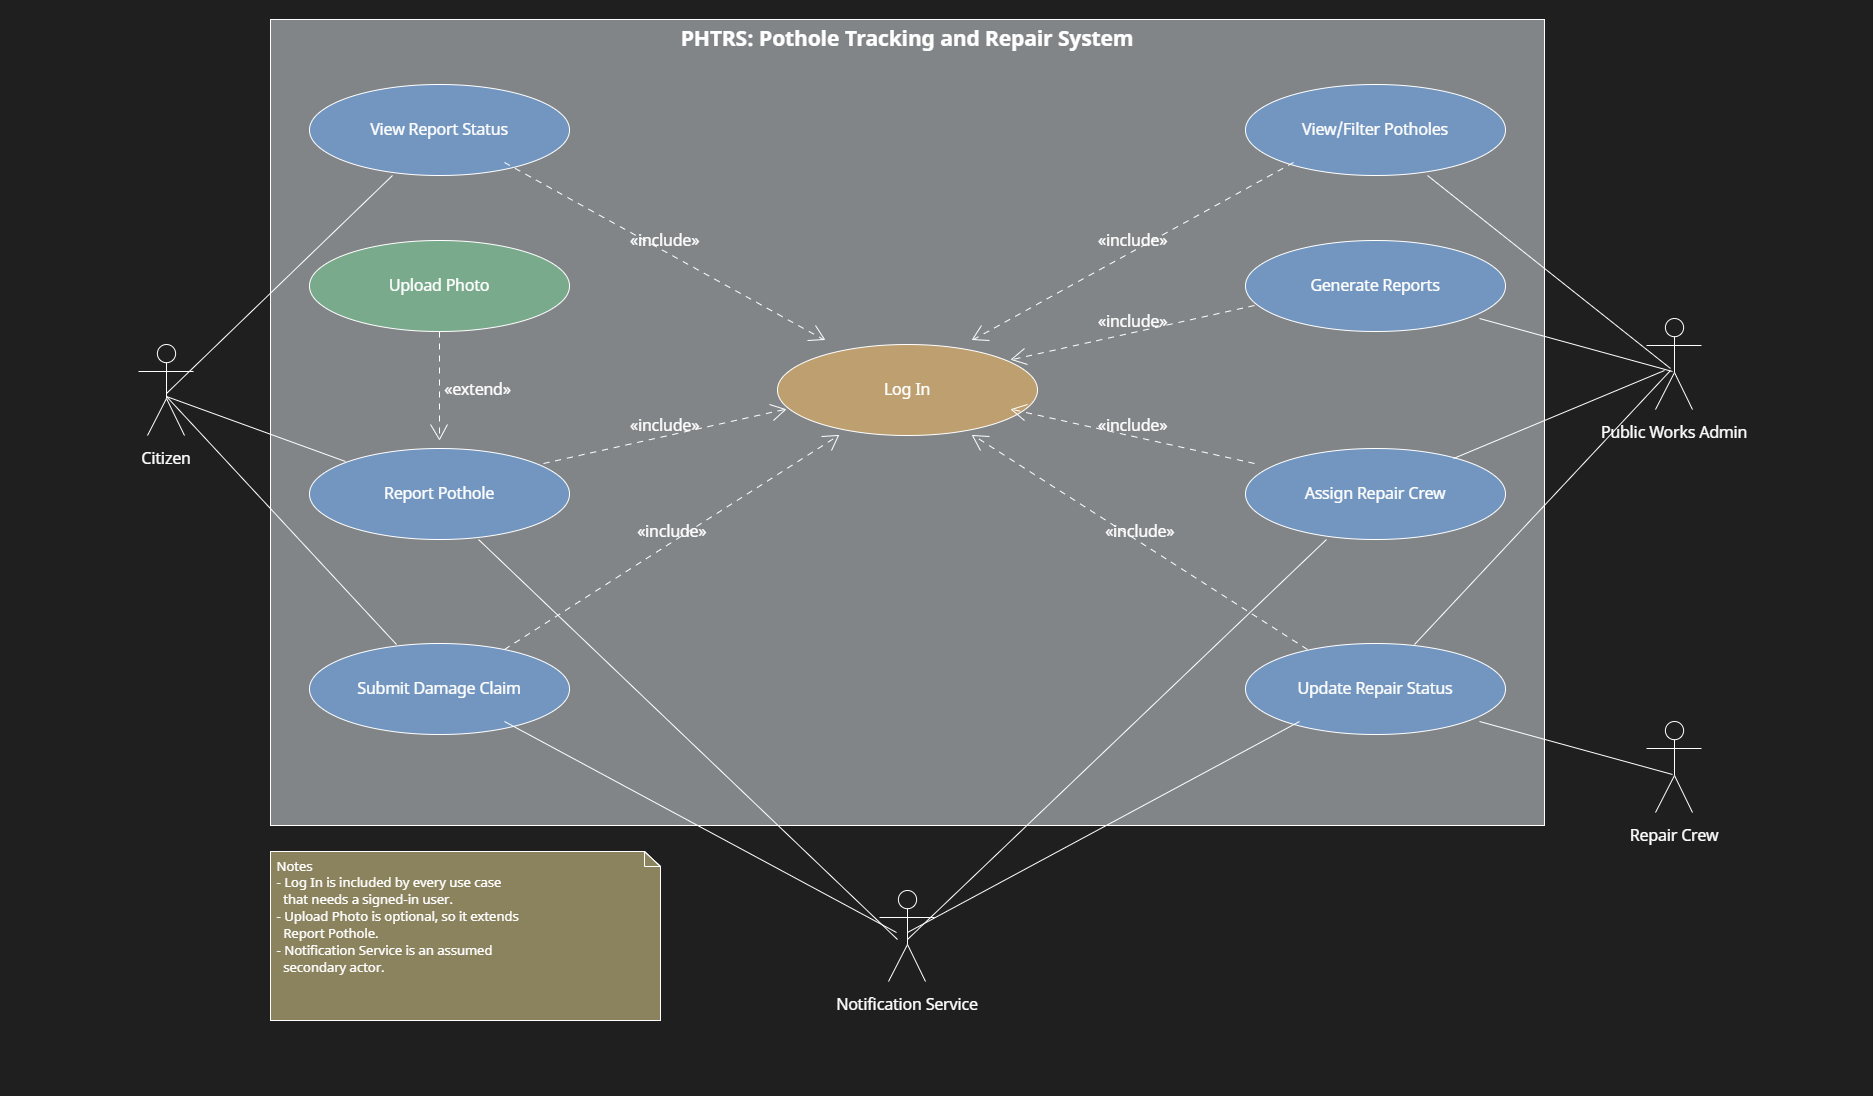 PHTRS: Pothole Tracking and Repair System
View Report Status
View/Filter Potholes
«include»
«include»
Upload Photo
Generate Reports
«include»
«extend»
Log In
Citizen
Public Works Admin
«include»
«include»
Report Pothole
Assign Repair Crew
«include»
«include»
Submit Damage Claim
Update Repair Status
Repair Crew
Notes
- Log In is included by every use case
that needs a signed-in user.
- Upload Photo is optional, so it extends
Report Pothole.
- Notification Service is an assumed
secondary actor.
Notification Service